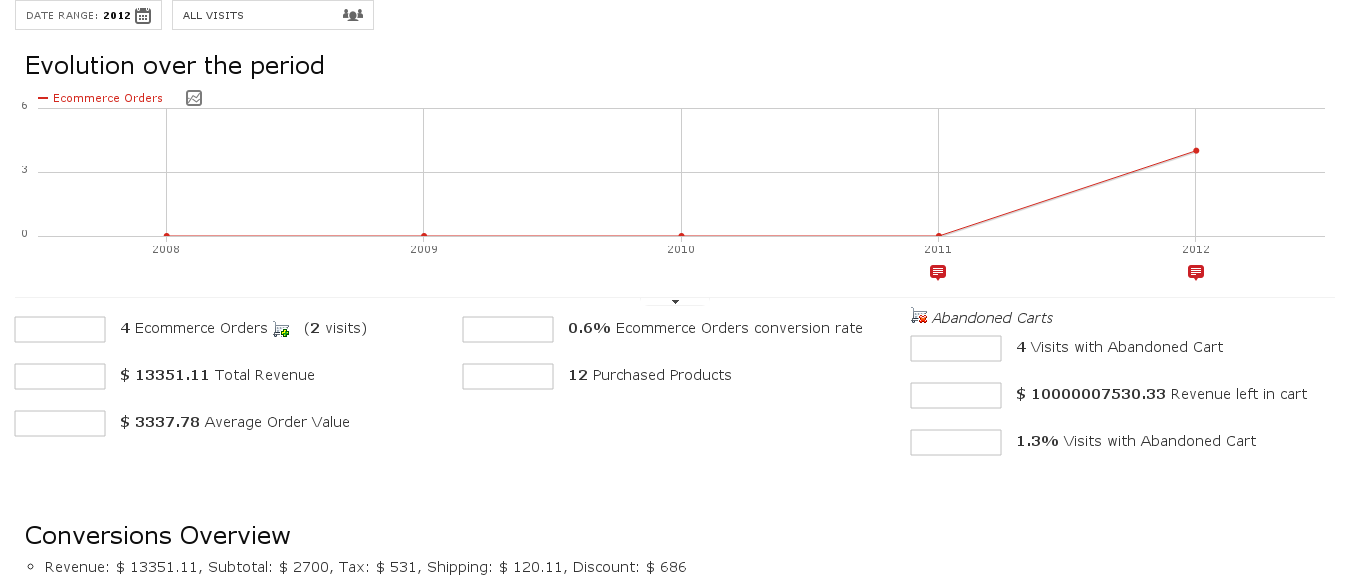 DATE RANGE: 2012
ALL VISITS
Evolution over the period
Ecommerce Orders
6
3
0
2008 2009 2010 2011 2012
4 Ecommerce Orders (2 visits)
$ 13351.11 Total Revenue
$ 3337.78 Average Order Value
0.6% Ecommerce Orders conversion rate
12 Purchased Products
Abandoned Carts
4 Visits with Abandoned Cart
$ 10000007530.33 Revenue left in cart
1.3% Visits with Abandoned Cart
Conversions Overview
Revenue: $ 13351.11, Subtotal: $ 2700, Tax: $ 531, Shipping: $ 120.11, Discount: $ 686